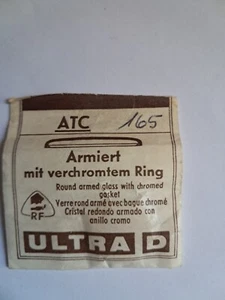 ATC 165
Armiert
mit verchromtem Ring
Round armed glass with chromed
gasket
Verre rond armé avec bague chromé
Cristal redondo armado con
anillo cromo
RF
ULTRA D